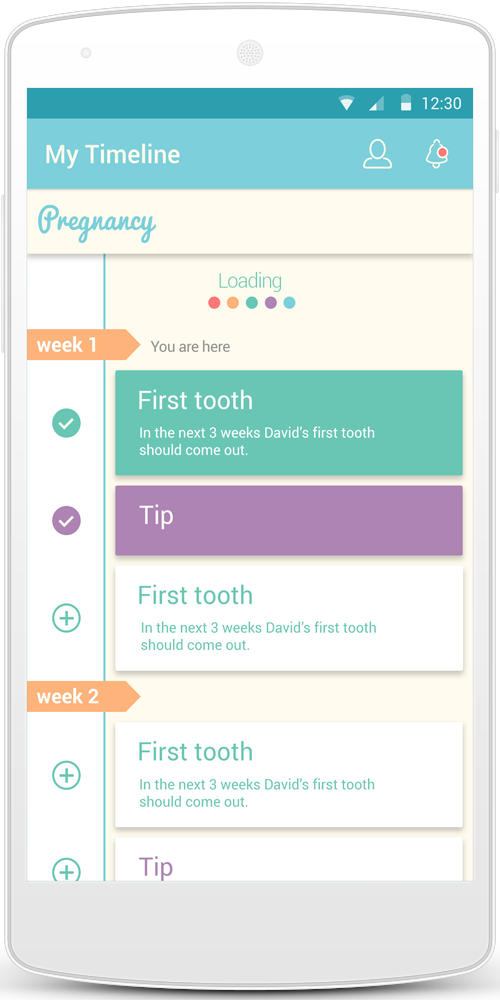 12:30
My Timeline
Pregnancy
Loading
week 1
You are here
First tooth
In the next 3 weeks David's first tooth
should come out.
Tip
First tooth
In the next 3 weeks David's first tooth
should come out.
week 2
First tooth
In the next 3 weeks David's first tooth
should come out.
Tip